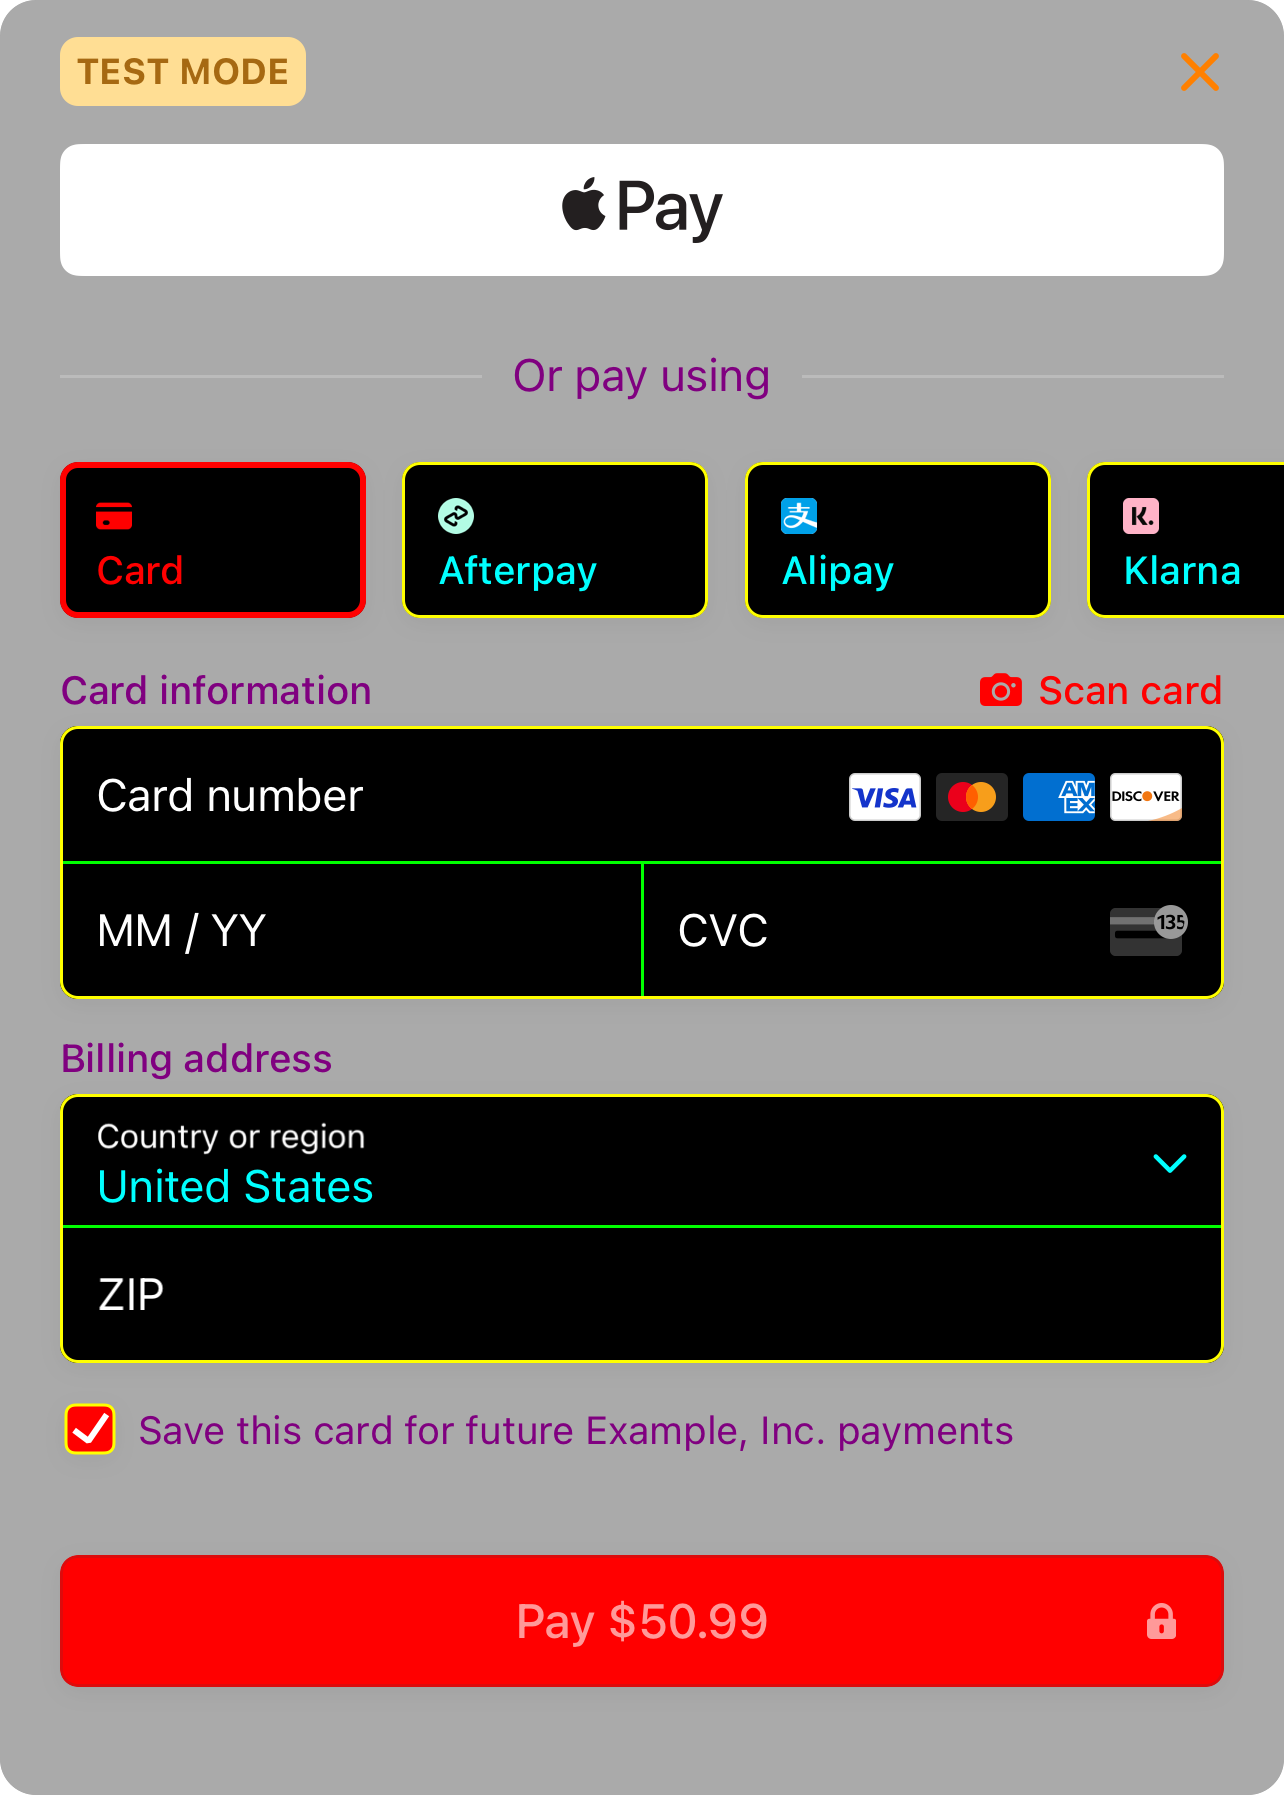 TEST MODE
Pay
Or pay using
Card
Afterpay
Alipay
K.
Klarna
Card information
Scan card
Card number
VISA
AM
EX
DISCOVER
MM / YY
CVC
135
Billing address
Country or region
United States
ZIP
Save this card for future Example, Inc. payments
Pay $50.99